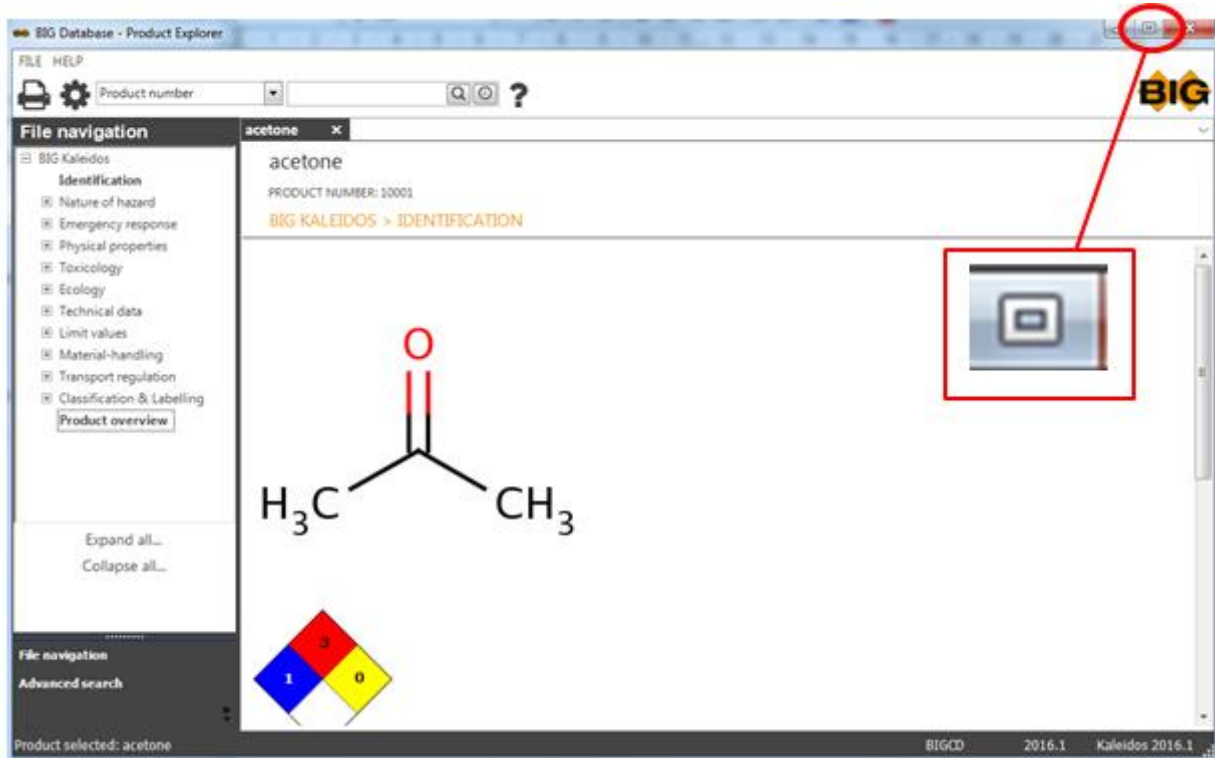 BIG Database - Product Explorer
FILE HELP
Product number
?
BIG
File navigation
BIG Kaleidos
Identification
Nature of hazard
Emergency response
Physical properties
Toxicology
Ecology
Technical data
Limit values
Material-handling
Transport regulation
Classification & Labelling
Product overview
Expand all...
Collapse all...
File navigation
Advanced search
acetone ×
acetone
PRODUCT NUMBER: 10001
BIG KALEIDOS > IDENTIFICATION
O
H3C CH3
3
1 0
Product selected: acetone BIGCD 2016.1 Kaleidos 2016.1